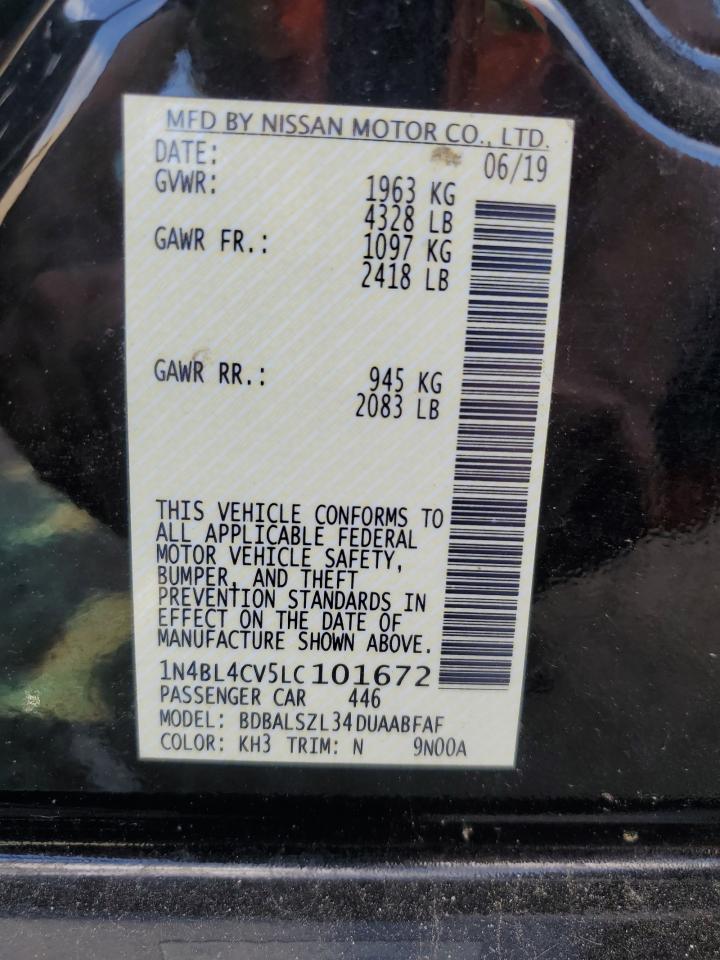 MFD BY NISSAN MOTOR CO., LTD.
DATE: 06/19
GVWR: 1963 KG
4328 LB
GAWR FR.: 1097 KG
2418 LB
GAWR RR.: 945 KG
2083 LB
THIS VEHICLE CONFORMS TO
ALL APPLICABLE FEDERAL
MOTOR VEHICLE SAFETY,
BUMPER, AND THEFT
PREVENTION STANDARDS IN
EFFECT ON THE DATE OF
MANUFACTURE SHOWN ABOVE.
1N4BL4CV5LC101672
PASSENGER CAR 446
MODEL: BDBALSZL34DUAABFAF
COLOR: KH3 TRIM: N 9N00A